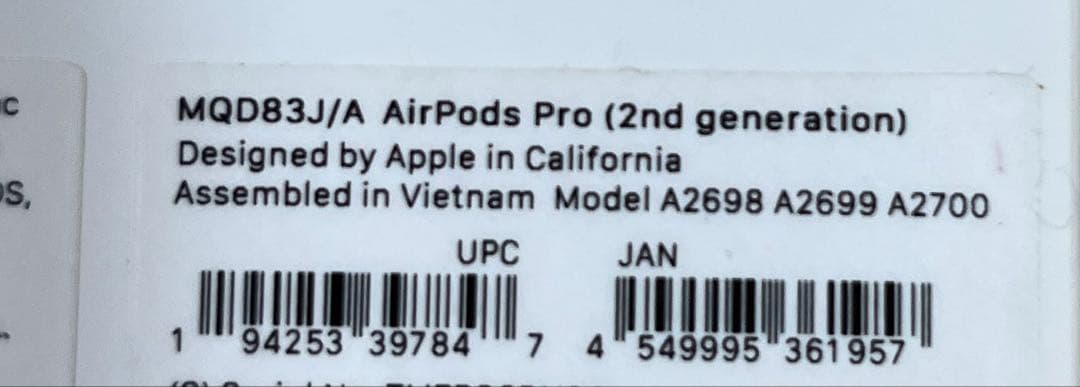 MQD83J/A AirPods Pro (2nd generation)
Designed by Apple in California
Assembled in Vietnam Model A2698 A2699 A2700
UPC JAN
1 94253 39784 7 4 549995 361957